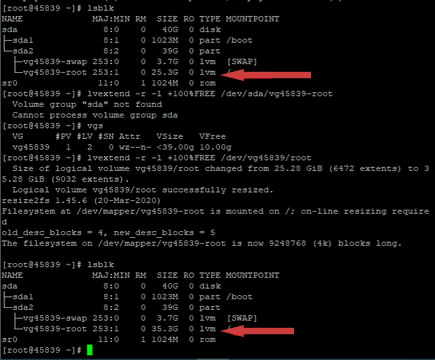 [root@45839 ~]# lsblk
NAME MAJ:MIN RM SIZE RO TYPE MOUNTPOINT
sda 8:0 0 40G 0 disk
├─sda1 8:1 0 1023M 0 part /boot
└─sda2 8:2 0 39G 0 part
├─vg45839-swap 253:0 0 3.7G 0 lvm [SWAP]
└─vg45839-root 253:1 0 25.3G 0 lvm /
sr0 11:0 1 1024M 0 rom
[root@45839 ~]# lvextend -r -l +100%FREE /dev/sda/vg45839-root
Volume group "sda" not found
Cannot process volume group sda
[root@45839 ~]# vgs
VG #PV #LV #SN Attr VSize VFree
vg45839 1 2 0 wz--n- <39.00g 10.00g
[root@45839 ~]# lvextend -r -l +100%FREE /dev/vg45839/root
Size of logical volume vg45839/root changed from 25.28 GiB (6472 extents) to 3
5.28 GiB (9032 extents).
Logical volume vg45839/root successfully resized.
resize2fs 1.45.6 (20-Mar-2020)
Filesystem at /dev/mapper/vg45839-root is mounted on /; on-line resizing require
d
old_desc_blocks = 4, new_desc_blocks = 5
The filesystem on /dev/mapper/vg45839-root is now 9248768 (4k) blocks long.
[root@45839 ~]# lsblk
NAME MAJ:MIN RM SIZE RO TYPE MOUNTPOINT
sda 8:0 0 40G 0 disk
├─sda1 8:1 0 1023M 0 part /boot
└─sda2 8:2 0 39G 0 part
├─vg45839-swap 253:0 0 3.7G 0 lvm [SWAP]
└─vg45839-root 253:1 0 35.3G 0 lvm /
sr0 11:0 1 1024M 0 rom
[root@45839 ~]#